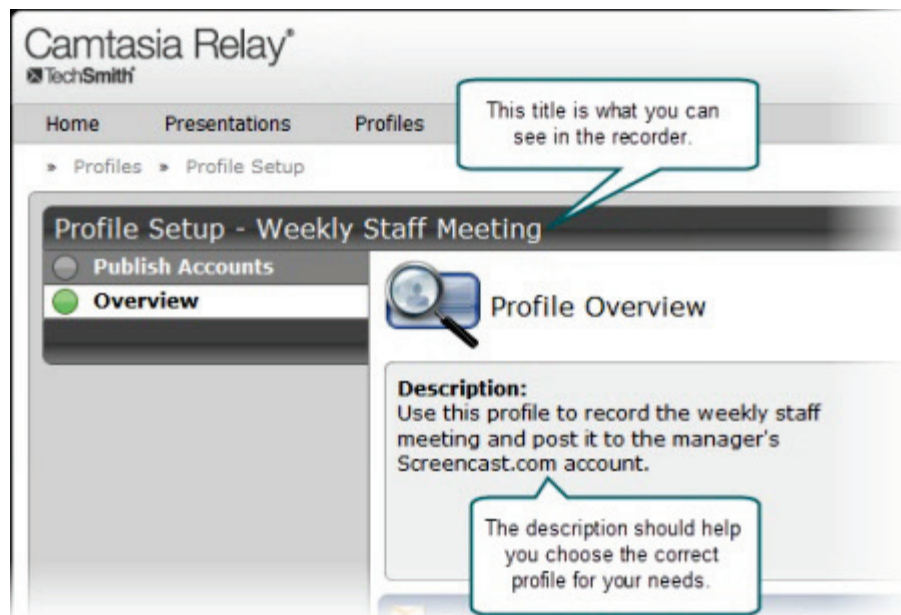 Camtasia Relay®
TechSmith®
Home Presentations Profiles
This title is what you can
see in the recorder.
» Profiles » Profile Setup
Profile Setup - Weekly Staff Meeting
Publish Accounts
Overview
Profile Overview
Description:
Use this profile to record the weekly staff
meeting and post it to the manager's
Screencast.com account.
The description should help
you choose the correct
profile for your needs.